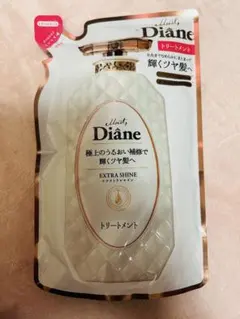 Moist
Diane
トリートメント
輝くツヤ髪へ
Moist
Diane
極上のうるおい補修で
輝くツヤ髪へ
EXTRA SHINE
トリートメント